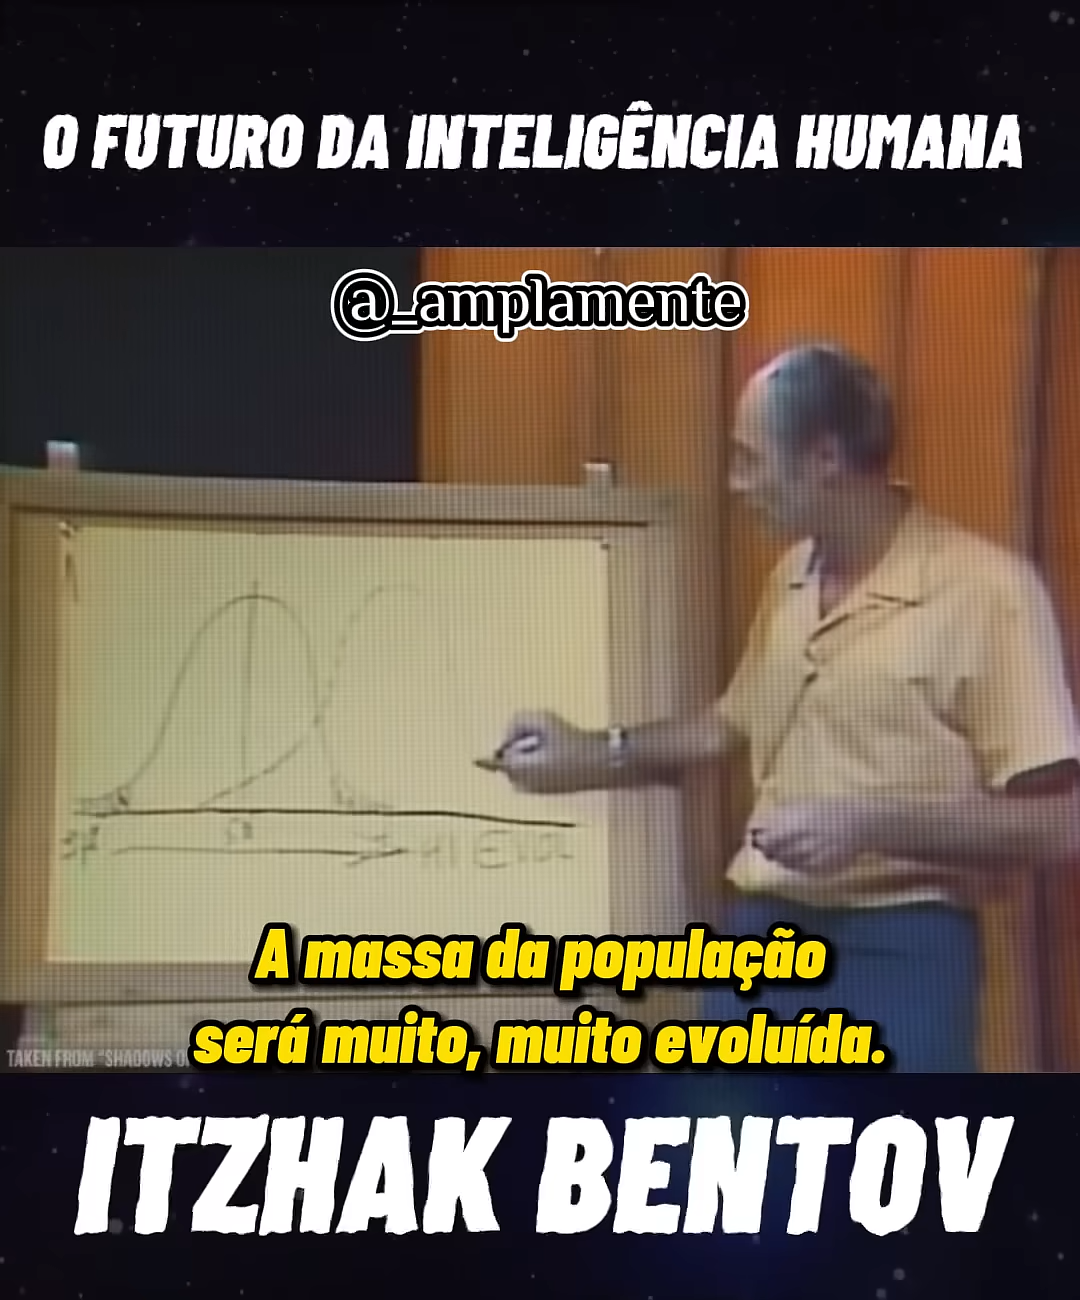 O FUTURO DA INTELIGÊNCIA HUMANA
@_amplamente
A massa da população
será muito, muito evoluída.
TAKEN FROM "SHADOWS
ITZHAK BENTOV